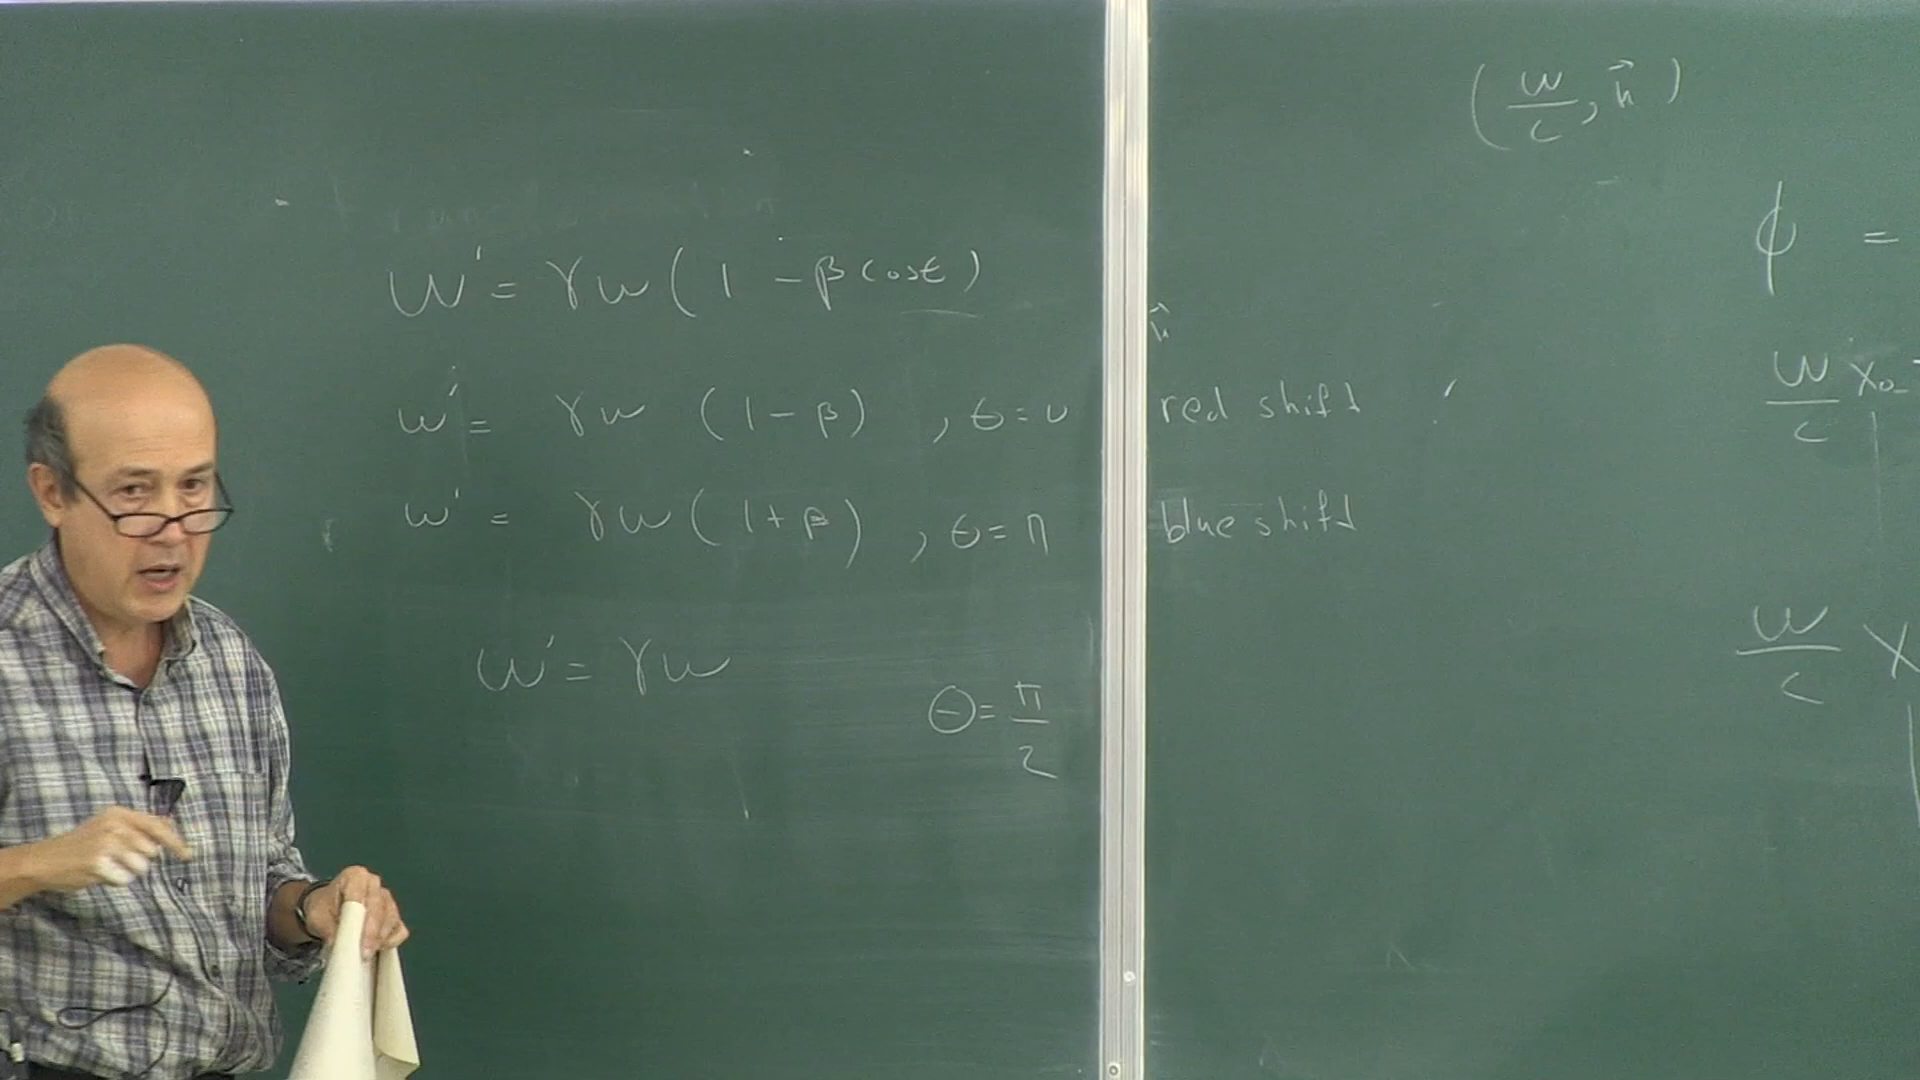 ω' = γω(1 − β cosθ)
ω' = γω (1 − β) , θ = 0 red shift
ω' = γω(1 + β) , θ = π blue shift
ω' = γω
θ = π/2
(ω/c, k⃗)
k⃗
ϕ =
ω/c x₀ −
ω/c x